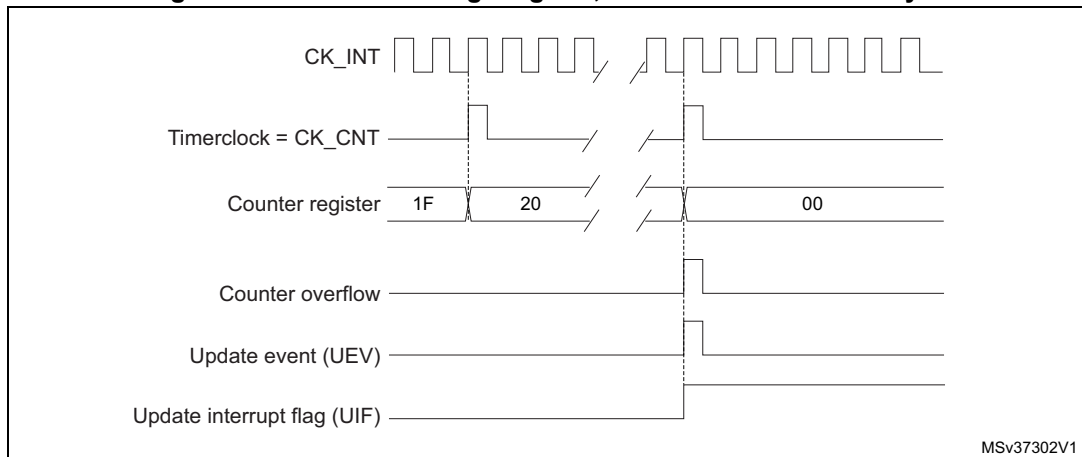 CK_INT
Timerclock = CK_CNT
Counter register 1F 20 00
Counter overflow
Update event (UEV)
Update interrupt flag (UIF)
MSv37302V1